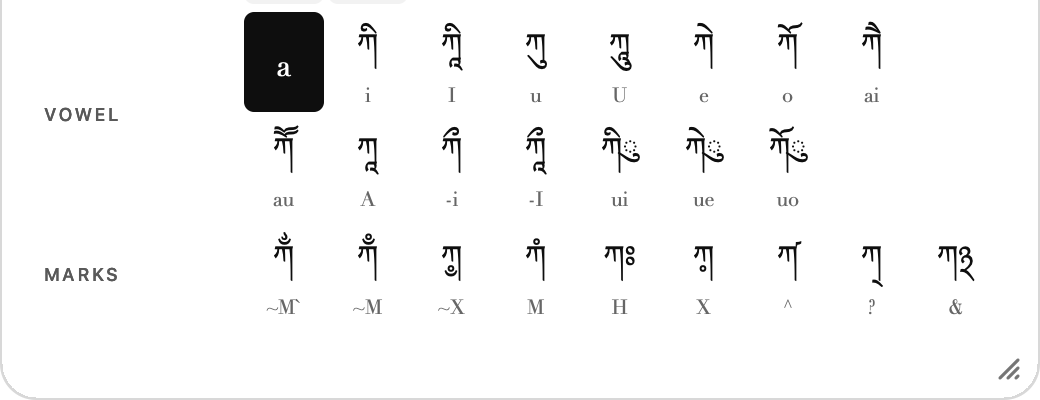 a ཀི ཀཱི ཀུ ཀཱུ ཀེ ཀོ ཀཻ
i I u U e o ai
VOWEL
ཀཽ ཀཱ ཀྀ ཀཱྀ ཀིུ ཀེུ ཀོུ
au A -i -I ui ue uo
MARKS ཀྂ ཀྃ ཀ༵ ཀཾ ཀཿ ཀ༷ ཀ༹ ཀ྄ ཀ྅
~M` ~M ~X M H X ^ ? &